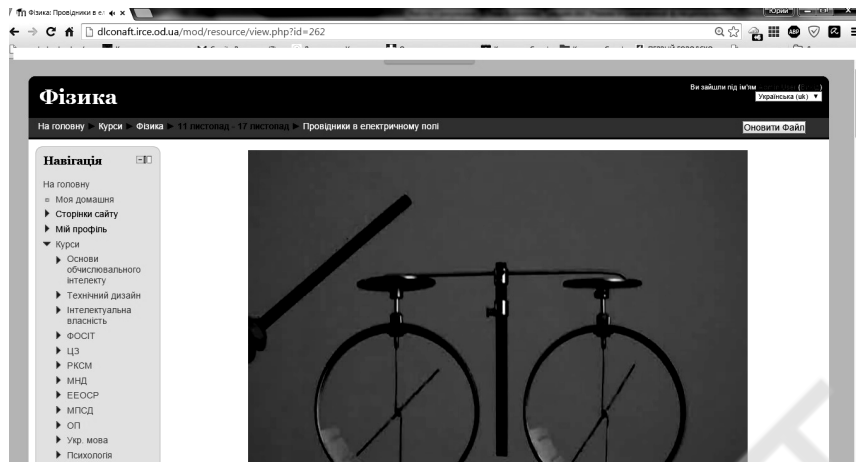 Фізика: Провідники в ел
Юрий
dlconaft.irce.od.ua/mod/resource/view.php?id=262
ABP
Фізика
Ви зайшли під ім'ям
Українська (uk)
На головну ► Курси ► Фізика ► 11 листопад - 17 листопад ► Провідники в електричному полі
Оновити Файл
Навігація
На головну
Моя домашня
Сторінки сайту
Мій профіль
Курси
Основи
обчислювального
інтелекту
Технічний дизайн
Інтелектуальна
власність
ФОСІТ
ЦЗ
РКСМ
МНД
ЕЕОСР
МПСД
ОП
Укр. мова
Психологія